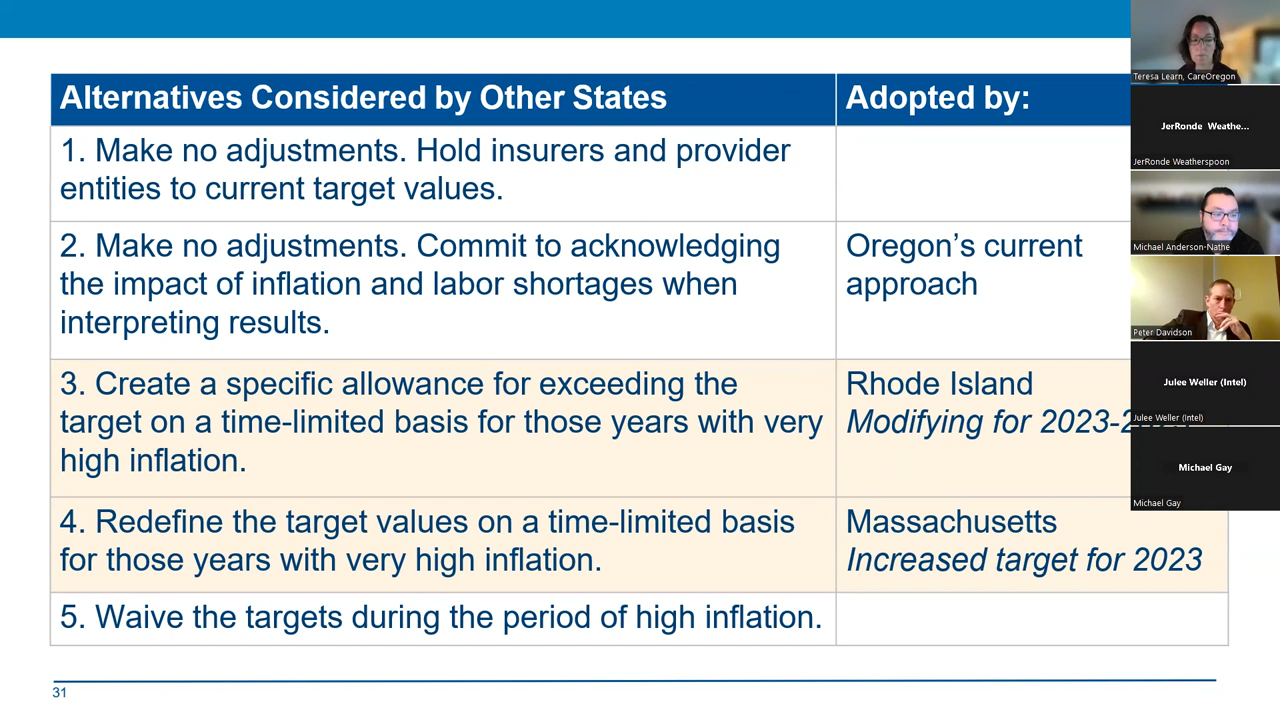 Alternatives Considered by Other States
Adopted by:
1. Make no adjustments. Hold insurers and provider
entities to current target values.
2. Make no adjustments. Commit to acknowledging
the impact of inflation and labor shortages when
interpreting results.
Oregon's current
approach
3. Create a specific allowance for exceeding the
target on a time-limited basis for those years with very
high inflation.
Rhode Island
Modifying for
4. Redefine the target values on a time-limited basis
for those years with very high inflation.
Massachusetts
Increased target for 2023
5. Waive the targets during the period of high inflation.
31
Teresa Learn, CareOregon
JerRonde Weathe...
JerRonde Weatherspoon
Michael Anderson-Nathe
Peter Davidson
Julee Weller (Intel)
Julee Weller (Intel)
Michael Gay
Michael Gay